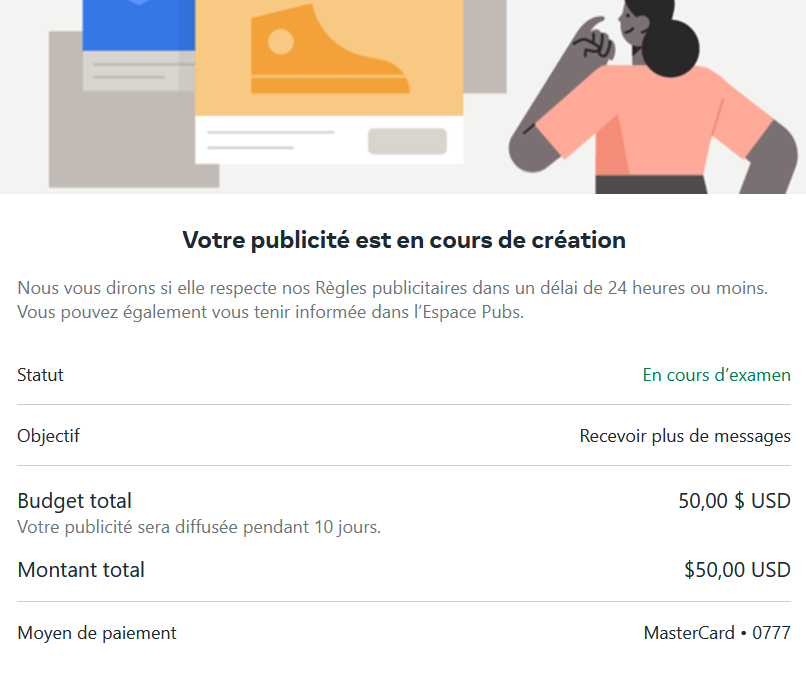 Votre publicité est en cours de création
Nous vous dirons si elle respecte nos Règles publicitaires dans un délai de 24 heures ou moins.
Vous pouvez également vous tenir informée dans l’Espace Pubs.
Statut En cours d’examen
Objectif Recevoir plus de messages
Budget total 50,00 $ USD
Votre publicité sera diffusée pendant 10 jours.
Montant total $50,00 USD
Moyen de paiement MasterCard • 0777